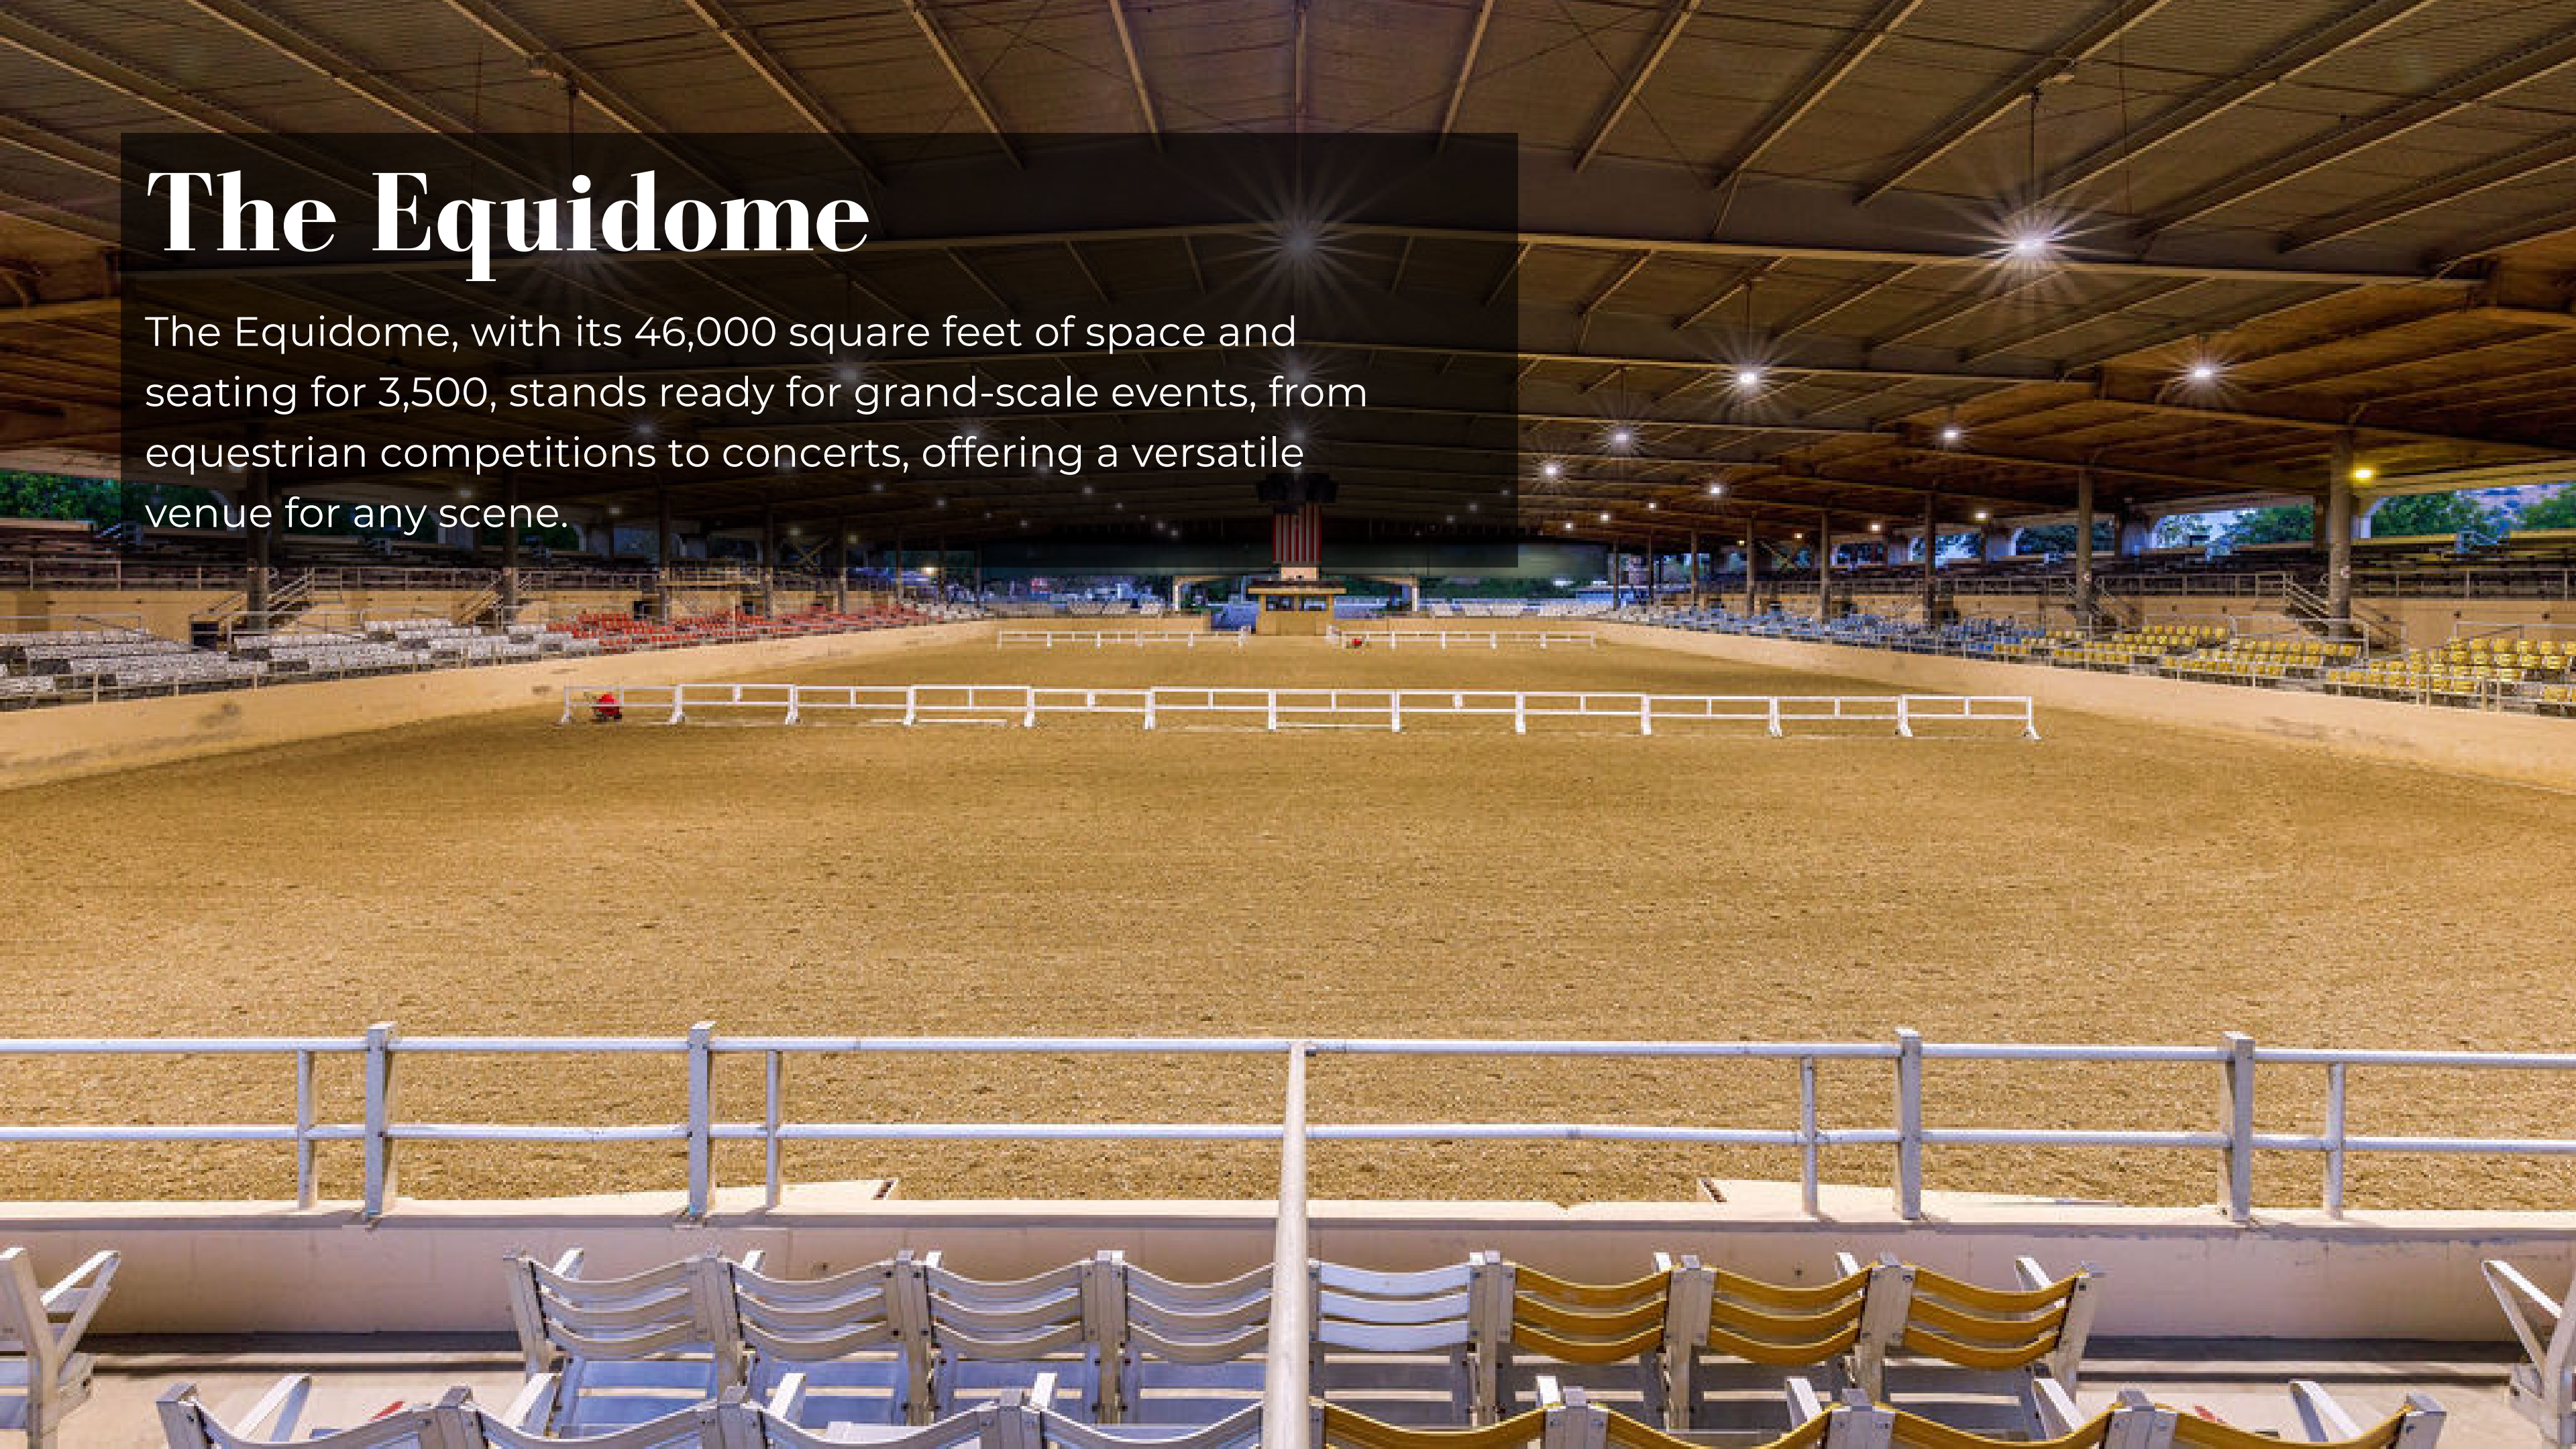 The Equidome
The Equidome, with its 46,000 square feet of space and
seating for 3,500, stands ready for grand-scale events, from
equestrian competitions to concerts, offering a versatile
venue for any scene.